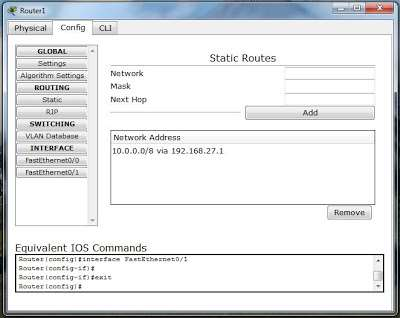 Router1
Physical Config CLI
GLOBAL
Settings
Algorithm Settings
ROUTING
Static
RIP
SWITCHING
VLAN Database
INTERFACE
FastEthernet0/0
FastEthernet0/1
Static Routes
Network
Mask
Next Hop
Add
Network Address
10.0.0.0/8 via 192.168.27.1
Remove
Equivalent IOS Commands
Router(config)#interface FastEthernet0/1
Router(config-if)#
Router(config-if)#exit
Router(config)#